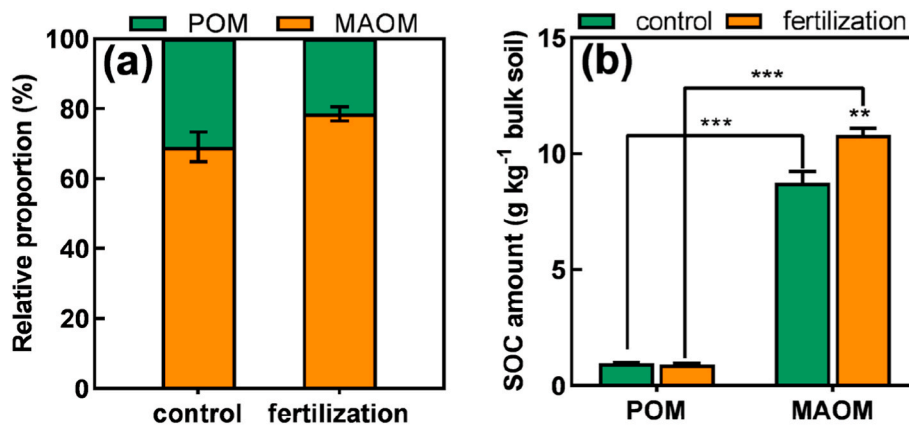 POM MAOM
(a)
Relative proportion (%)
100
80
60
40
20
0
control fertilization
control fertilization
(b)
SOC amount (g kg⁻¹ bulk soil)
15
10
5
0
***
***
**
POM MAOM